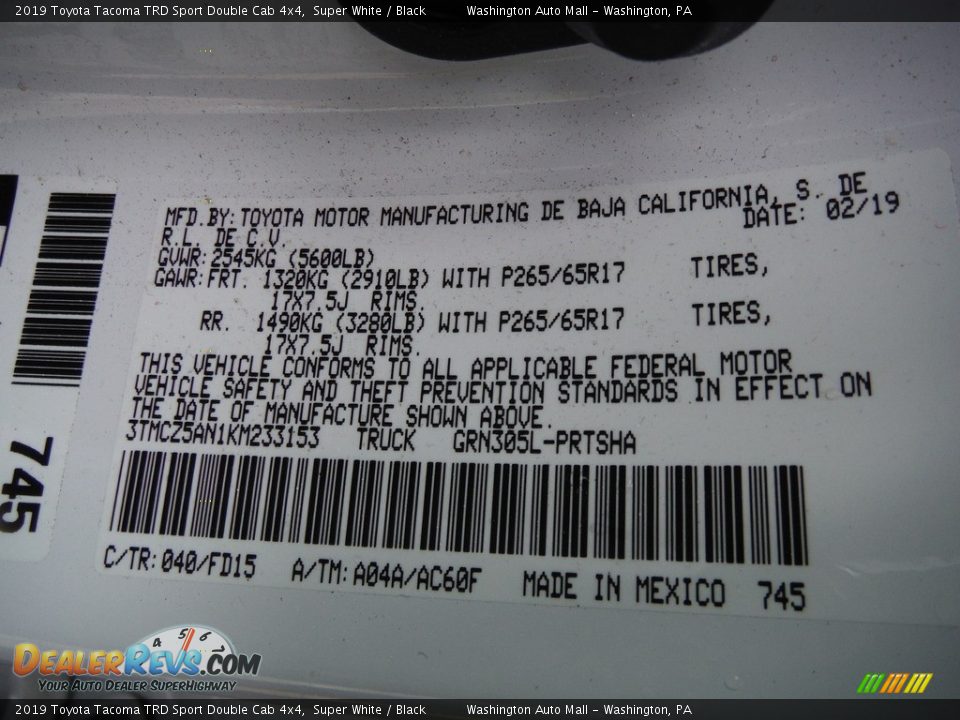 2019 Toyota Tacoma TRD Sport Double Cab 4x4, Super White / Black Washington Auto Mall - Washington, PA
MFD.BY:TOYOTA MOTOR MANUFACTURING DE BAJA CALIFORNIA, S. DE
R.L. DE C.V. DATE: 02/19
GVWR:2545KG (5600LB)
GAWR:FRT. 1320KG (2910LB) WITH P265/65R17 TIRES,
17X7.5J RIMS.
RR. 1490KG (3280LB) WITH P265/65R17 TIRES,
17X7.5J RIMS.
THIS VEHICLE CONFORMS TO ALL APPLICABLE FEDERAL MOTOR
VEHICLE SAFETY AND THEFT PREVENTION STANDARDS IN EFFECT ON
THE DATE OF MANUFACTURE SHOWN ABOVE.
3TMCZ5AN1KM233153 TRUCK GRN305L-PRTSHA
745
C/TR:040/FD15 A/TM:A04A/AC60F MADE IN MEXICO 745
4 5 6 7
DEALERREVS.COM
YOUR AUTO DEALER SUPERHIGHWAY
2019 Toyota Tacoma TRD Sport Double Cab 4x4, Super White / Black Washington Auto Mall - Washington, PA